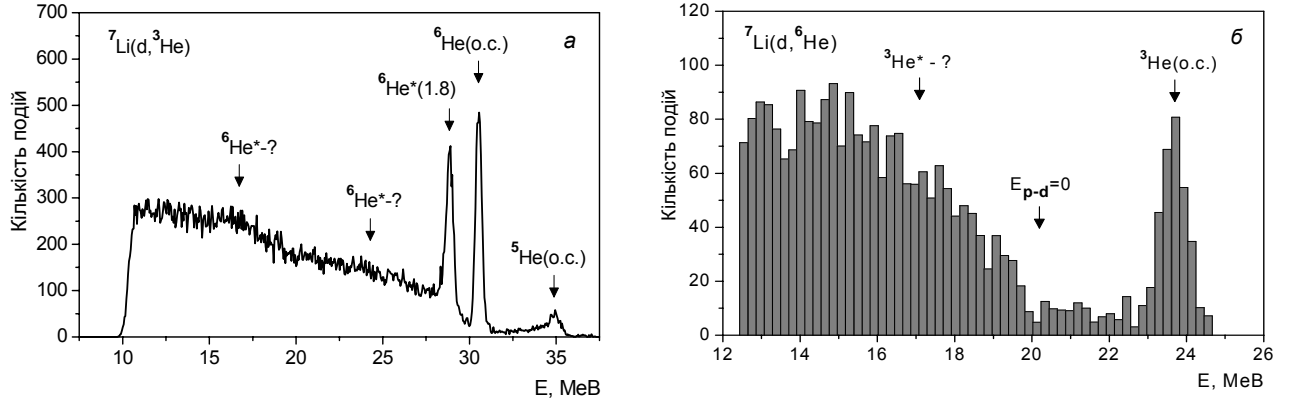 700
600
500
400
300
200
100
0
Кількість подій
⁷Li(d,³He)
а
⁶He(о.с.)
⁶He*(1.8)
⁶He*-?
⁶He*-?
⁵He(о.с.)
10 15 20 25 30 35
E, МеВ
120
100
80
60
40
20
0
Кількість подій
⁷Li(d,⁶He)
б
³He* - ?
³He(о.с.)
Eₚ₋d=0
12 14 16 18 20 22 24 26
E, МеВ